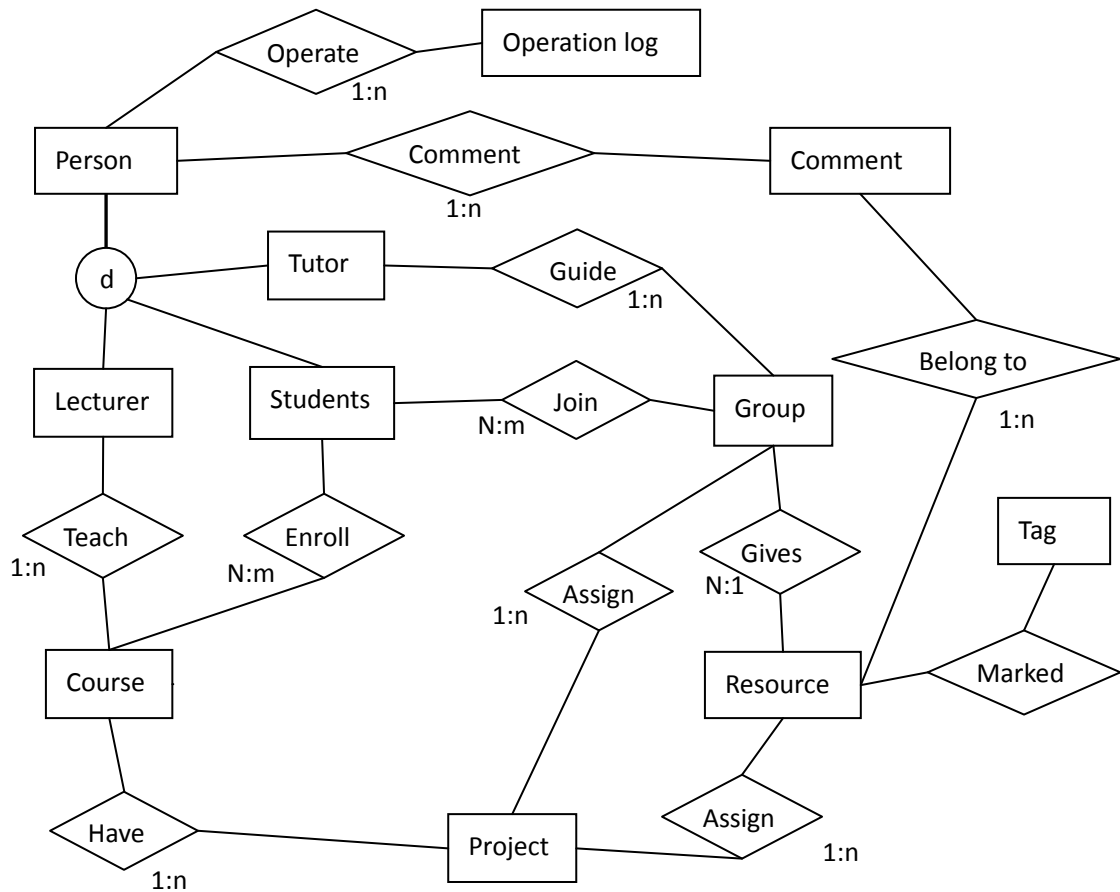 Operate
Operation log
1:n
Person
Comment
Comment
1:n
d
Tutor
Guide
1:n
Belong to
Lecturer
Students
Join
Group
N:m
1:n
Tag
Teach
Enroll
Gives
1:n
N:m
N:1
Assign
1:n
Course
Resource
Marked
Have
Project
Assign
1:n
1:n